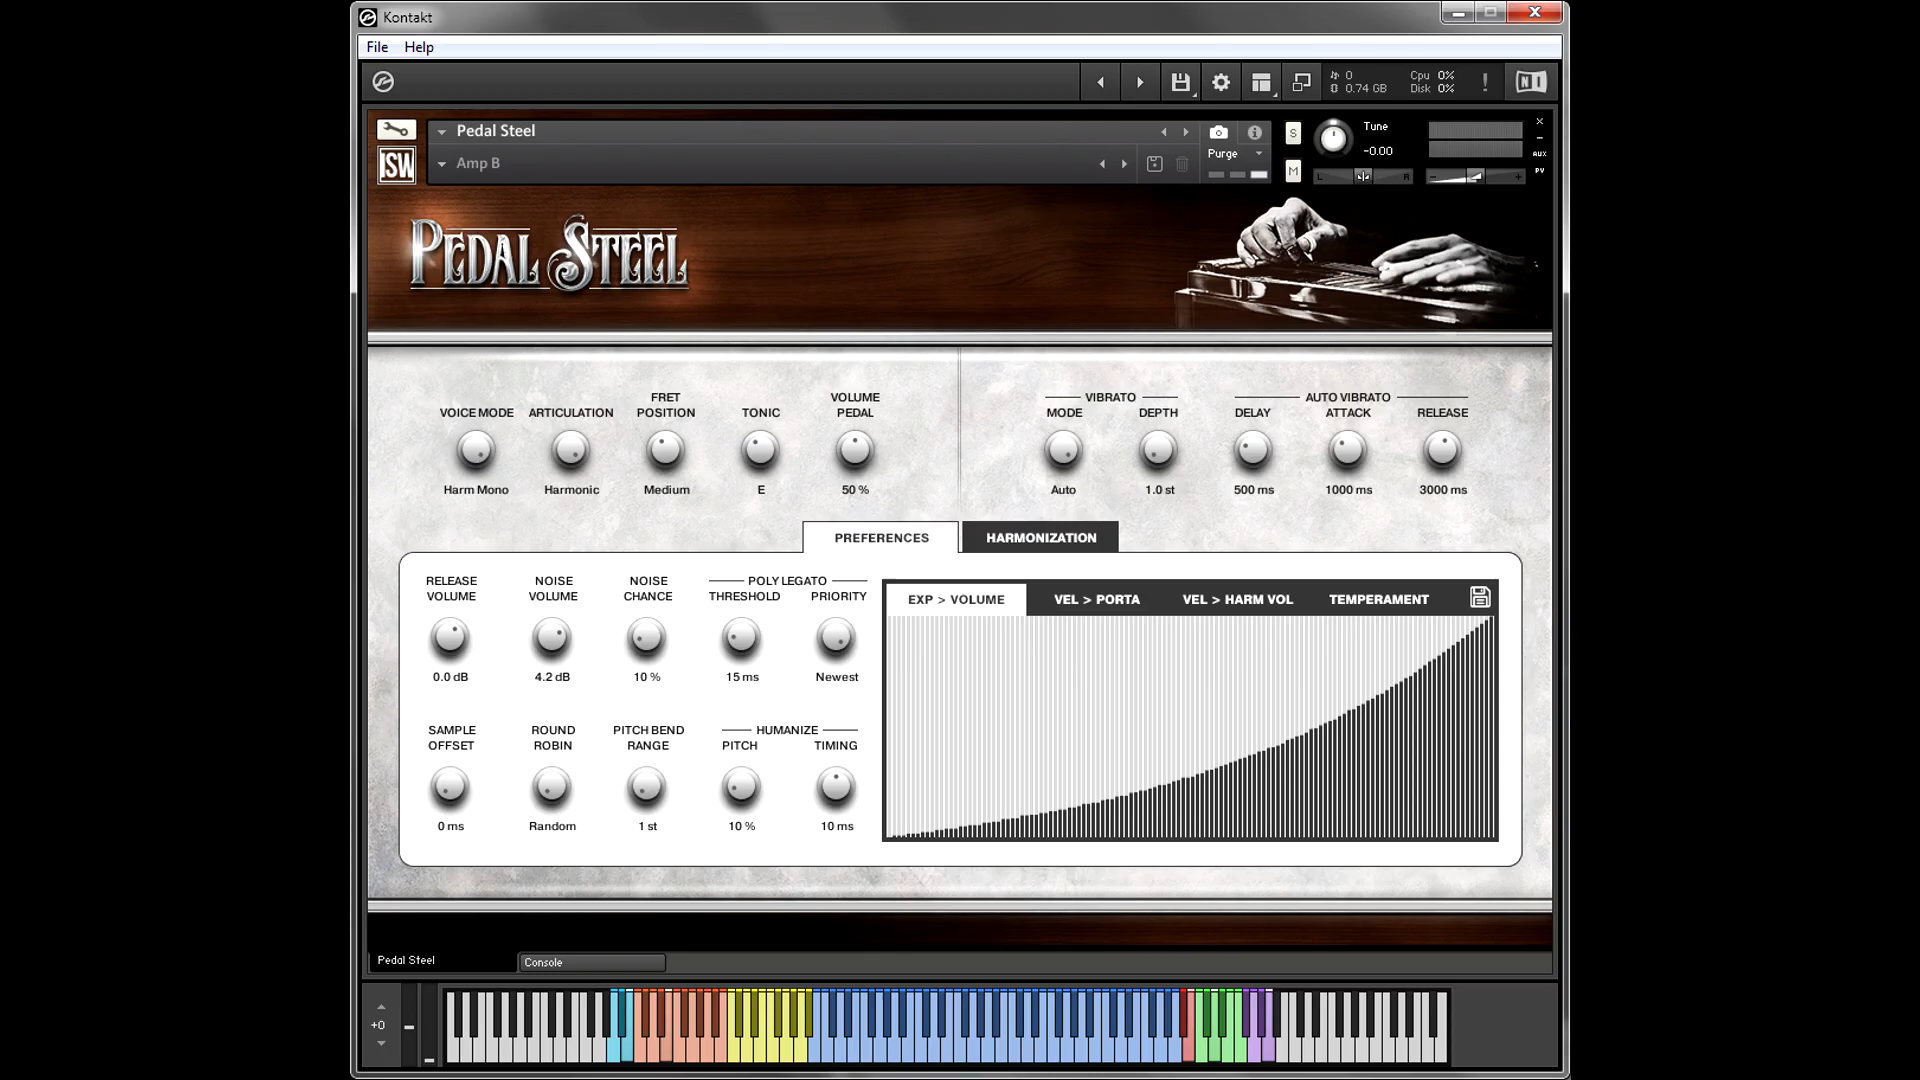 Kontakt
File Help
0 Cpu 0%
0.74 GB Disk 0%
! NI
Pedal Steel
S Tune
-0.00
Purge
AUX
PV
ISW
Amp B
M L R - +
PEDAL STEEL
FRET VOLUME VIBRATO AUTO VIBRATO
VOICE MODE ARTICULATION POSITION TONIC PEDAL MODE DEPTH DELAY ATTACK RELEASE
Harm Mono Harmonic Medium E 50 % Auto 1.0 st 500 ms 1000 ms 3000 ms
PREFERENCES HARMONIZATION
RELEASE NOISE NOISE POLY LEGATO
VOLUME VOLUME CHANCE THRESHOLD PRIORITY
EXP > VOLUME VEL > PORTA VEL > HARM VOL TEMPERAMENT
0.0 dB 4.2 dB 10 % 15 ms Newest
SAMPLE ROUND PITCH BEND HUMANIZE
OFFSET ROBIN RANGE PITCH TIMING
0 ms Random 1 st 10 % 10 ms
Pedal Steel Console
+0